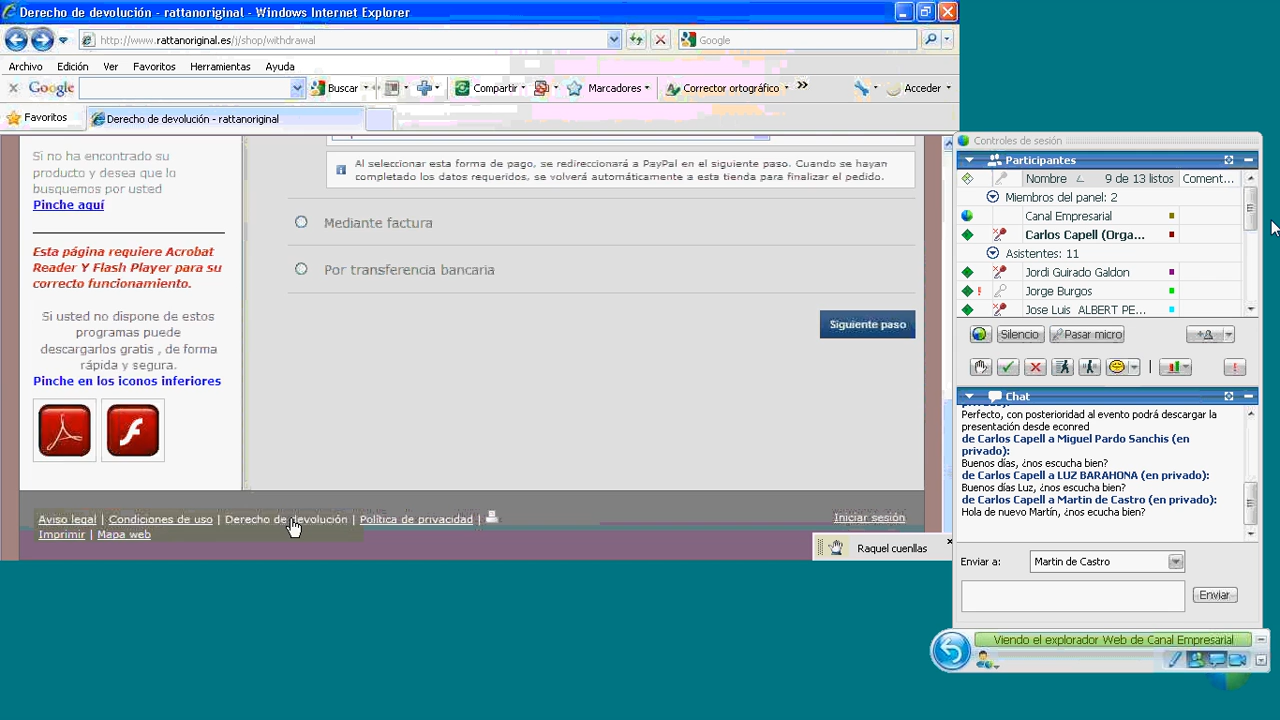 Derecho de devolución - rattanoriginal - Windows Internet Explorer
http://www.rattanoriginal.es/j/shop/withdrawal
Google
Archivo Edición Ver Favoritos Herramientas Ayuda
Google Buscar Compartir Marcadores Corrector ortográfico Acceder
Favoritos Derecho de devolución - rattanoriginal
Si no ha encontrado su
producto y desea que lo
busquemos por usted
Pinche aquí
Esta página requiere Acrobat
Reader Y Flash Player para su
correcto funcionamiento.
Si usted no dispone de estos
programas puede
descargarlos gratis , de forma
rápida y segura.
Pinche en los iconos inferiores
Al seleccionar esta forma de pago, se redireccionará a PayPal en el siguiente paso. Cuando se hayan
completado los datos requeridos, se volverá automáticamente a esta tienda para finalizar el pedido.
Mediante factura
Por transferencia bancaria
Siguiente paso
Aviso legal | Condiciones de uso | Derecho de devolución | Política de privacidad |
Imprimir | Mapa web
Iniciar sesión
Raquel cuenllas
Controles de sesión
Participantes
Nombre 9 de 13 listos Coment...
Miembros del panel: 2
Canal Empresarial
Carlos Capell (Orga...
Asistentes: 11
Jordi Guirado Galdon
Jorge Burgos
Jose Luis ALBERT PE...
Silencio Pasar micro
Chat
Perfecto, con posterioridad al evento podrá descargar la
presentación desde econred
de Carlos Capell a Miguel Pardo Sanchis (en
privado):
Buenos días, ¿nos escucha bien?
de Carlos Capell a LUZ BARAHONA (en privado):
Buenos días Luz, ¿nos escucha bien?
de Carlos Capell a Martin de Castro (en privado):
Hola de nuevo Martín, ¿nos ecucha bien?
Enviar a: Martin de Castro
Enviar
Viendo el explorador Web de Canal Empresarial